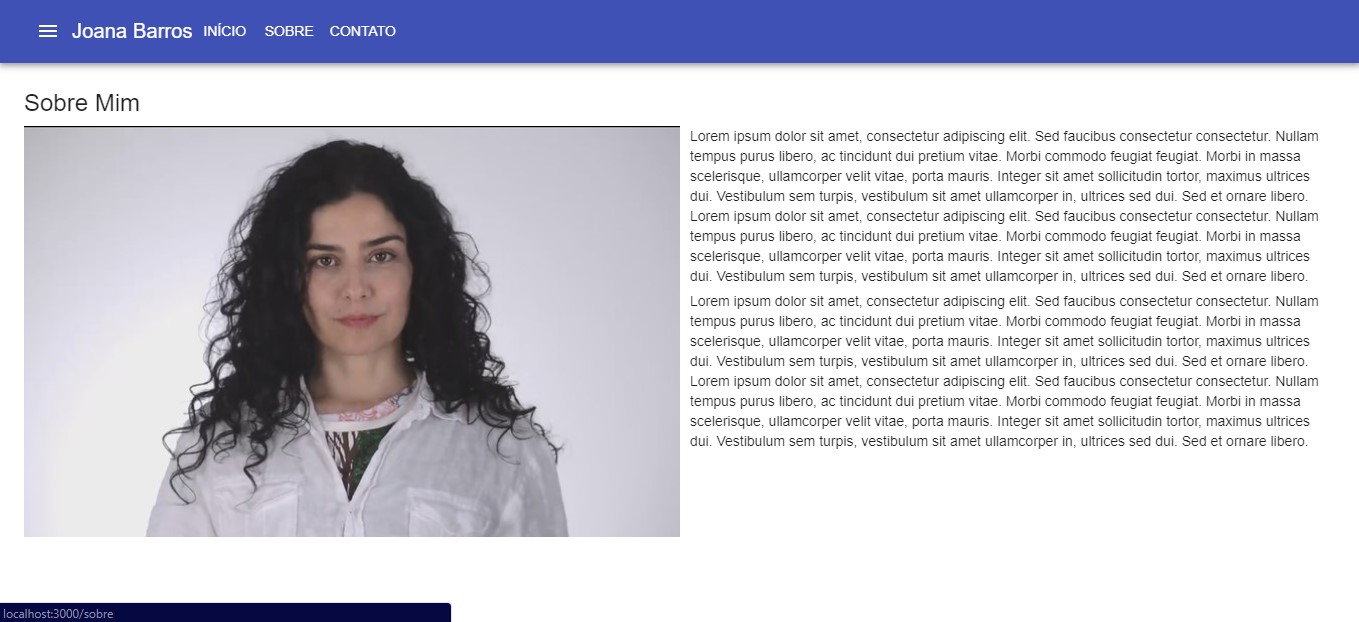 Joana Barros INÍCIO SOBRE CONTATO
Sobre Mim
Lorem ipsum dolor sit amet, consectetur adipiscing elit. Sed faucibus consectetur consectetur. Nullam
tempus purus libero, ac tincidunt dui pretium vitae. Morbi commodo feugiat feugiat. Morbi in massa
scelerisque, ullamcorper velit vitae, porta mauris. Integer sit amet sollicitudin tortor, maximus ultrices
dui. Vestibulum sem turpis, vestibulum sit amet ullamcorper in, ultrices sed dui. Sed et ornare libero.
Lorem ipsum dolor sit amet, consectetur adipiscing elit. Sed faucibus consectetur consectetur. Nullam
tempus purus libero, ac tincidunt dui pretium vitae. Morbi commodo feugiat feugiat. Morbi in massa
scelerisque, ullamcorper velit vitae, porta mauris. Integer sit amet sollicitudin tortor, maximus ultrices
dui. Vestibulum sem turpis, vestibulum sit amet ullamcorper in, ultrices sed dui. Sed et ornare libero.
Lorem ipsum dolor sit amet, consectetur adipiscing elit. Sed faucibus consectetur consectetur. Nullam
tempus purus libero, ac tincidunt dui pretium vitae. Morbi commodo feugiat feugiat. Morbi in massa
scelerisque, ullamcorper velit vitae, porta mauris. Integer sit amet sollicitudin tortor, maximus ultrices
dui. Vestibulum sem turpis, vestibulum sit amet ullamcorper in, ultrices sed dui. Sed et ornare libero.
Lorem ipsum dolor sit amet, consectetur adipiscing elit. Sed faucibus consectetur consectetur. Nullam
tempus purus libero, ac tincidunt dui pretium vitae. Morbi commodo feugiat feugiat. Morbi in massa
scelerisque, ullamcorper velit vitae, porta mauris. Integer sit amet sollicitudin tortor, maximus ultrices
dui. Vestibulum sem turpis, vestibulum sit amet ullamcorper in, ultrices sed dui. Sed et ornare libero.
localhost:3000/sobre